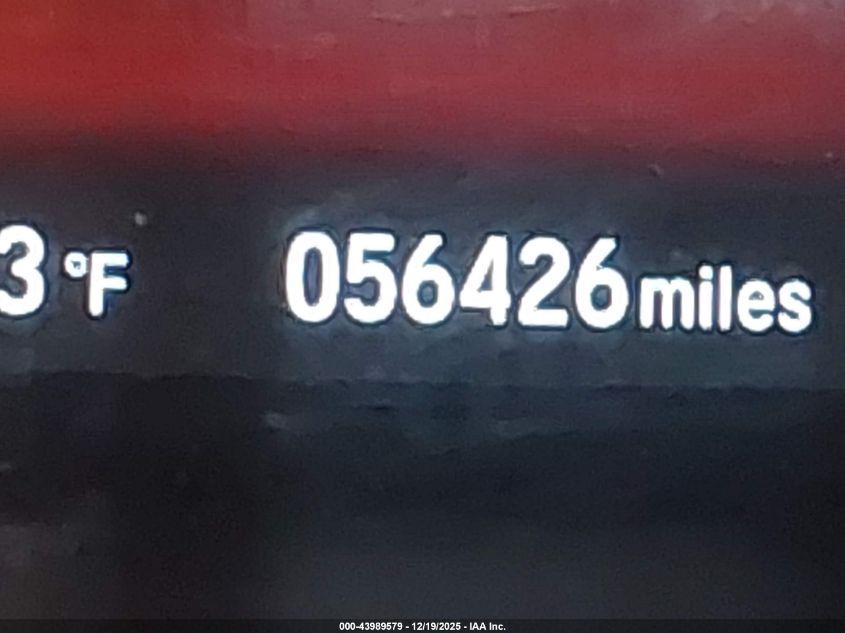 3 °F 056426 miles
000-43989579 - 12/19/2025 - IAA Inc.